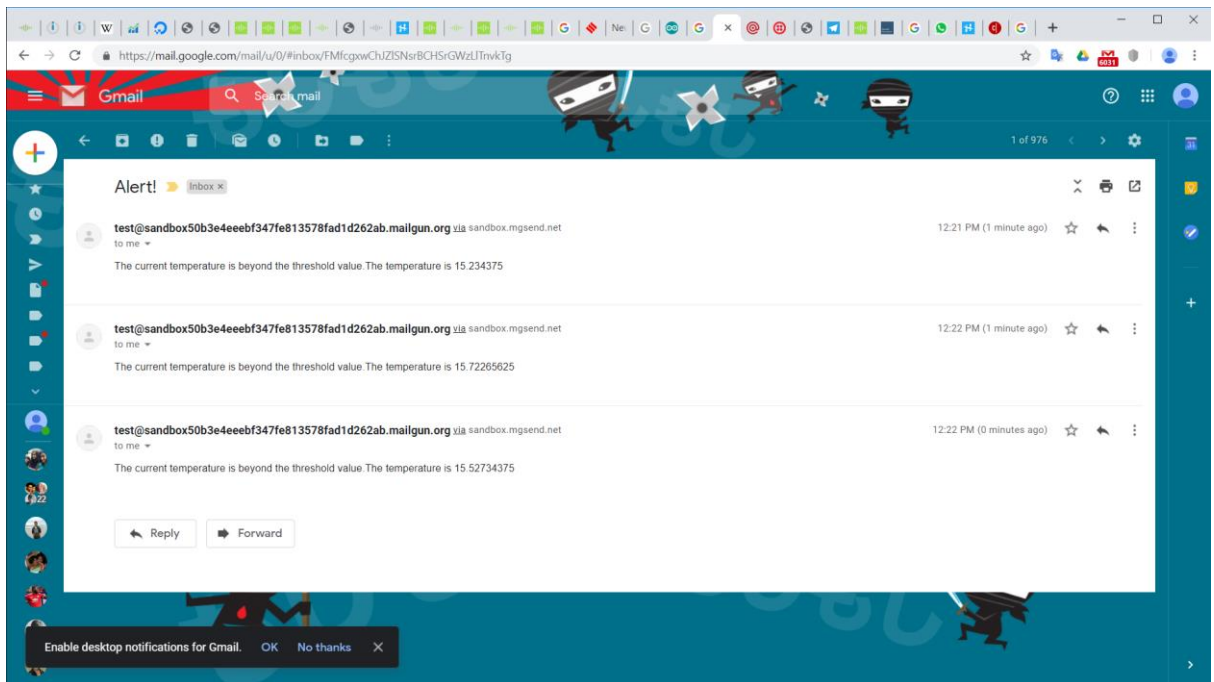 W
Ne
G
G
G
G
G
+
https://mail.google.com/mail/u/0/#inbox/FMfcgxwChJZlSNsrBCHSrGWzLlTnvkTg
6031
Gmail
Search mail
1 of 976
31
Alert!
Inbox ×
test@sandbox50b3e4eeebf347fe813578fad1d262ab.mailgun.org via sandbox.mgsend.net
12:21 PM (1 minute ago)
to me
The current temperature is beyond the threshold value.The temperature is 15.234375
test@sandbox50b3e4eeebf347fe813578fad1d262ab.mailgun.org via sandbox.mgsend.net
12:22 PM (1 minute ago)
to me
The current temperature is beyond the threshold value.The temperature is 15.72265625
test@sandbox50b3e4eeebf347fe813578fad1d262ab.mailgun.org via sandbox.mgsend.net
12:22 PM (0 minutes ago)
to me
The current temperature is beyond the threshold value.The temperature is 15.52734375
22
Reply
Forward
Enable desktop notifications for Gmail. OK No thanks